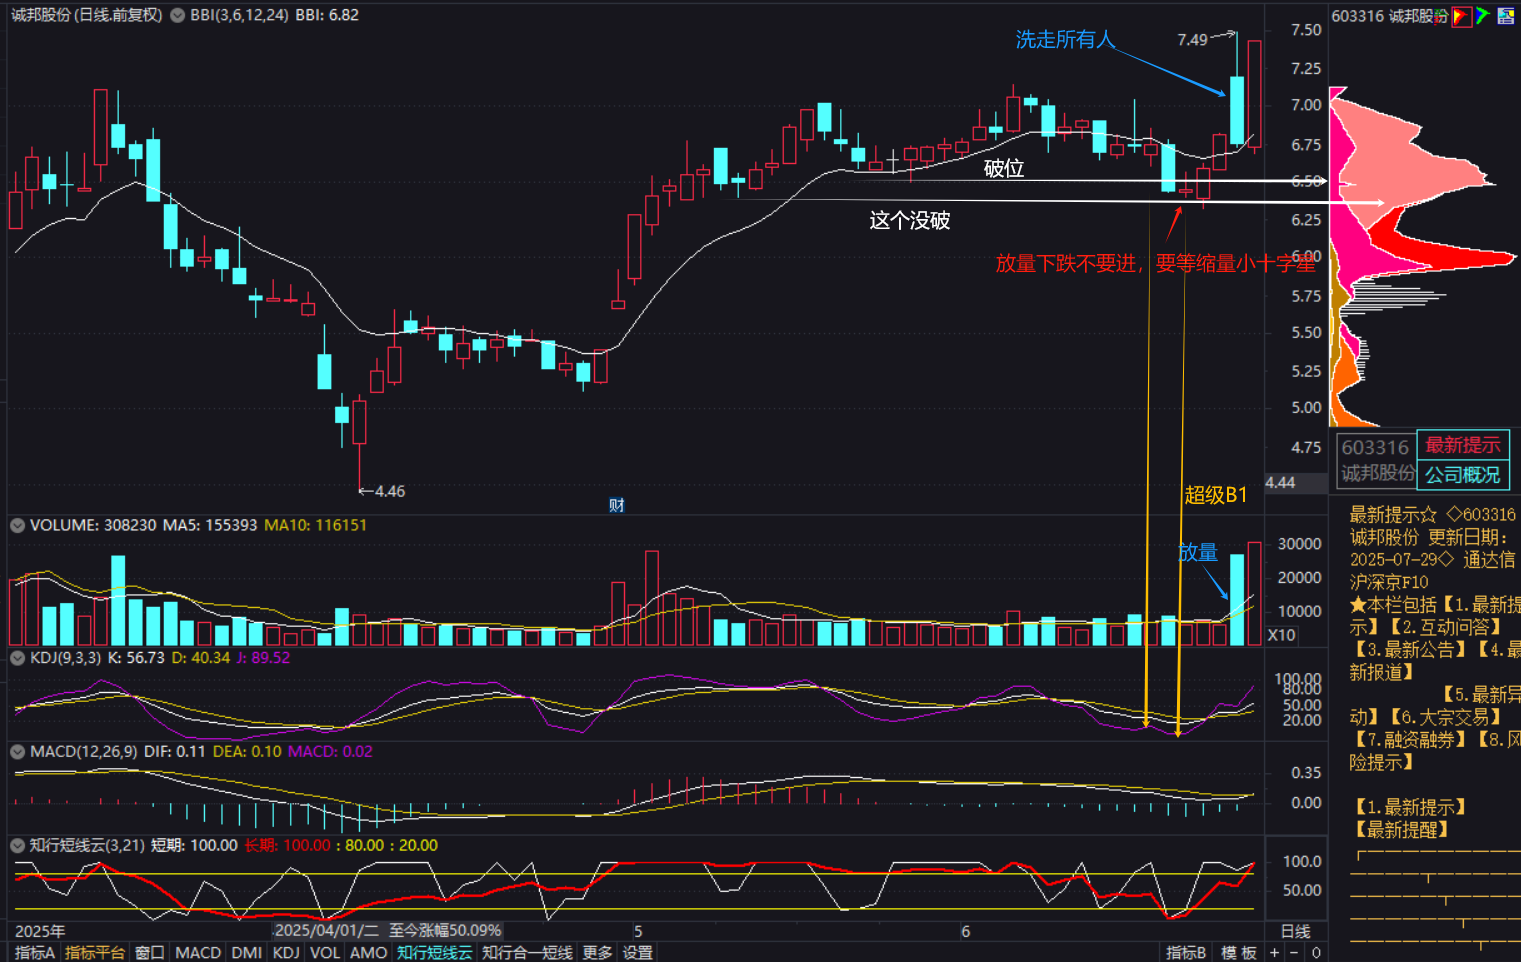 诚邦股份(日线.前复权) BBI(3,6,12,24) BBI: 6.82
603316 诚邦股份
洗走所有人
7.49
7.50
7.25
7.00
6.75
6.50
6.25
6.00
5.75
5.50
5.25
5.00
4.75
4.44
破位
这个没破
放量下跌不要进，要等缩量小十字星
4.46
财
超级B1
603316
诚邦股份
最新提示
公司概况
VOLUME: 308230 MA5: 155393 MA10: 116151
放量
30000
20000
10000
X10
KDJ(9,3,3) K: 56.73 D: 40.34 J: 89.52
100.00
80.00
50.00
20.00
MACD(12,26,9) DIF: 0.11 DEA: 0.10 MACD: 0.02
0.35
0.00
知行短线云(3,21) 短期: 100.00 长期: 100.00 : 80.00 : 20.00
100.0
50.00
最新提示☆ ◇603316
诚邦股份 更新日期：
2025-07-29◇ 通达信
沪深京F10
★本栏包括【1.最新提
示】【2.互动问答】
【3.最新公告】【4.最
新报道】
【5.最新异
动】【6.大宗交易】
【7.融资融券】【8.风
险提示】
【1.最新提示】
【最新提醒】
2025年 2025/04/01/二 至今涨幅50.09% 5 6 日线
指标A 指标平台 窗口 MACD DMI KDJ VOL AMO 知行短线云 知行合一短线 更多 设置 指标B 模 板 + - 0